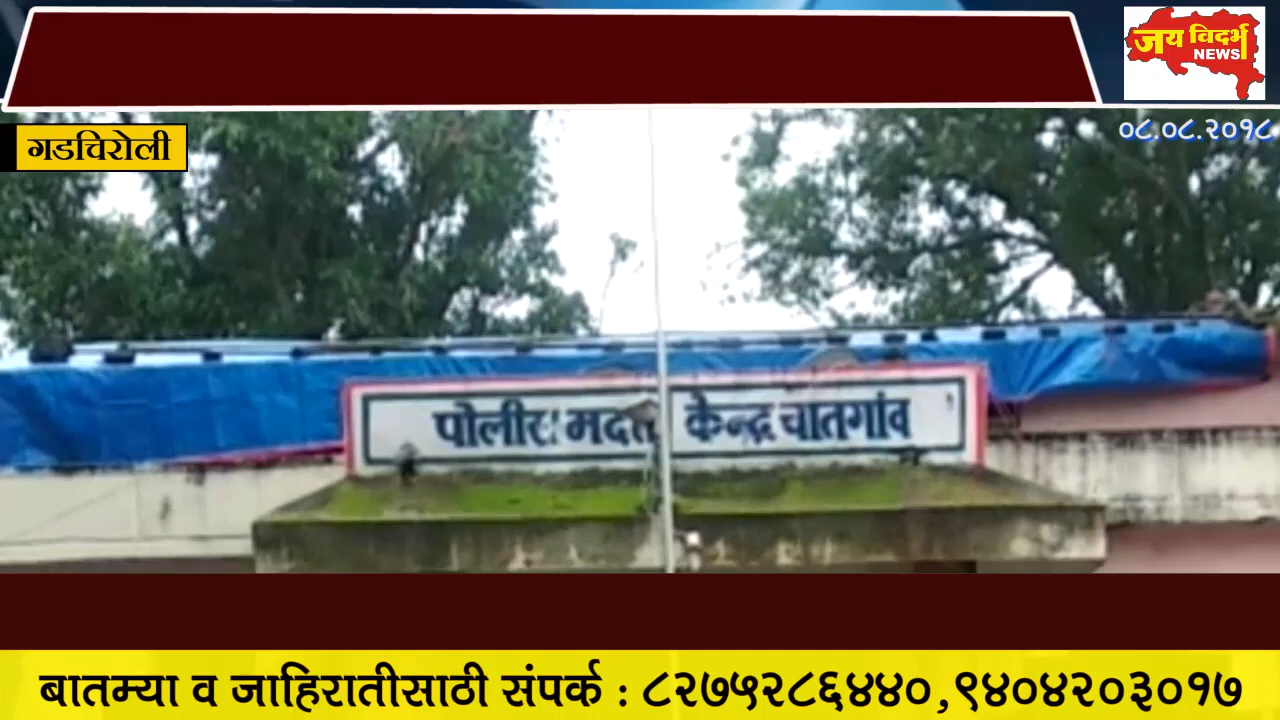 जय विदर्भ
NEWS
०८.०८.२०१८
गडचिरोली
पोलीस मदत केन्द्र चातगांव
बातम्या व जाहिरातीसाठी संपर्क : ८२७५२८६४४०,९४०४२०३०१७